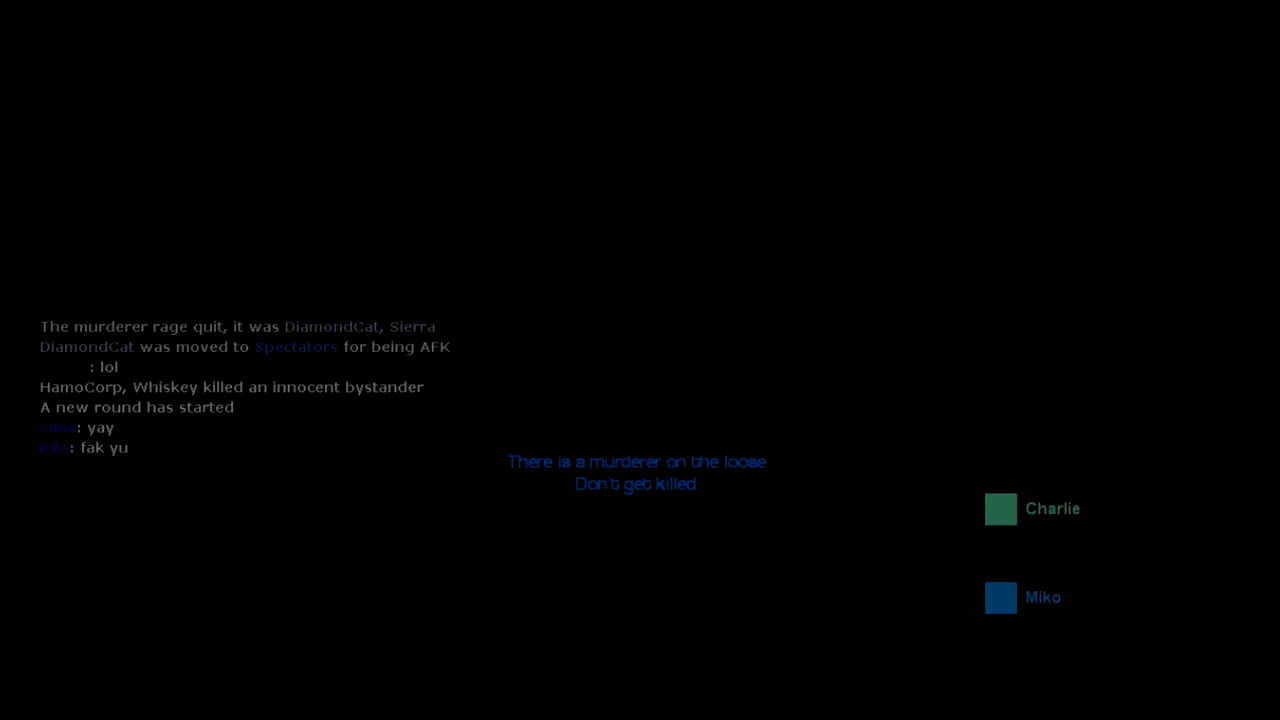 The murderer rage quit, it was DiamondCat, Sierra
DiamondCat was moved to Spectators for being AFK
: lol
HamoCorp, Whiskey killed an innocent bystander
A new round has started
: yay
Kilo: fak yu
There is a murderer on the loose
Don't get killed
Charlie
Miko